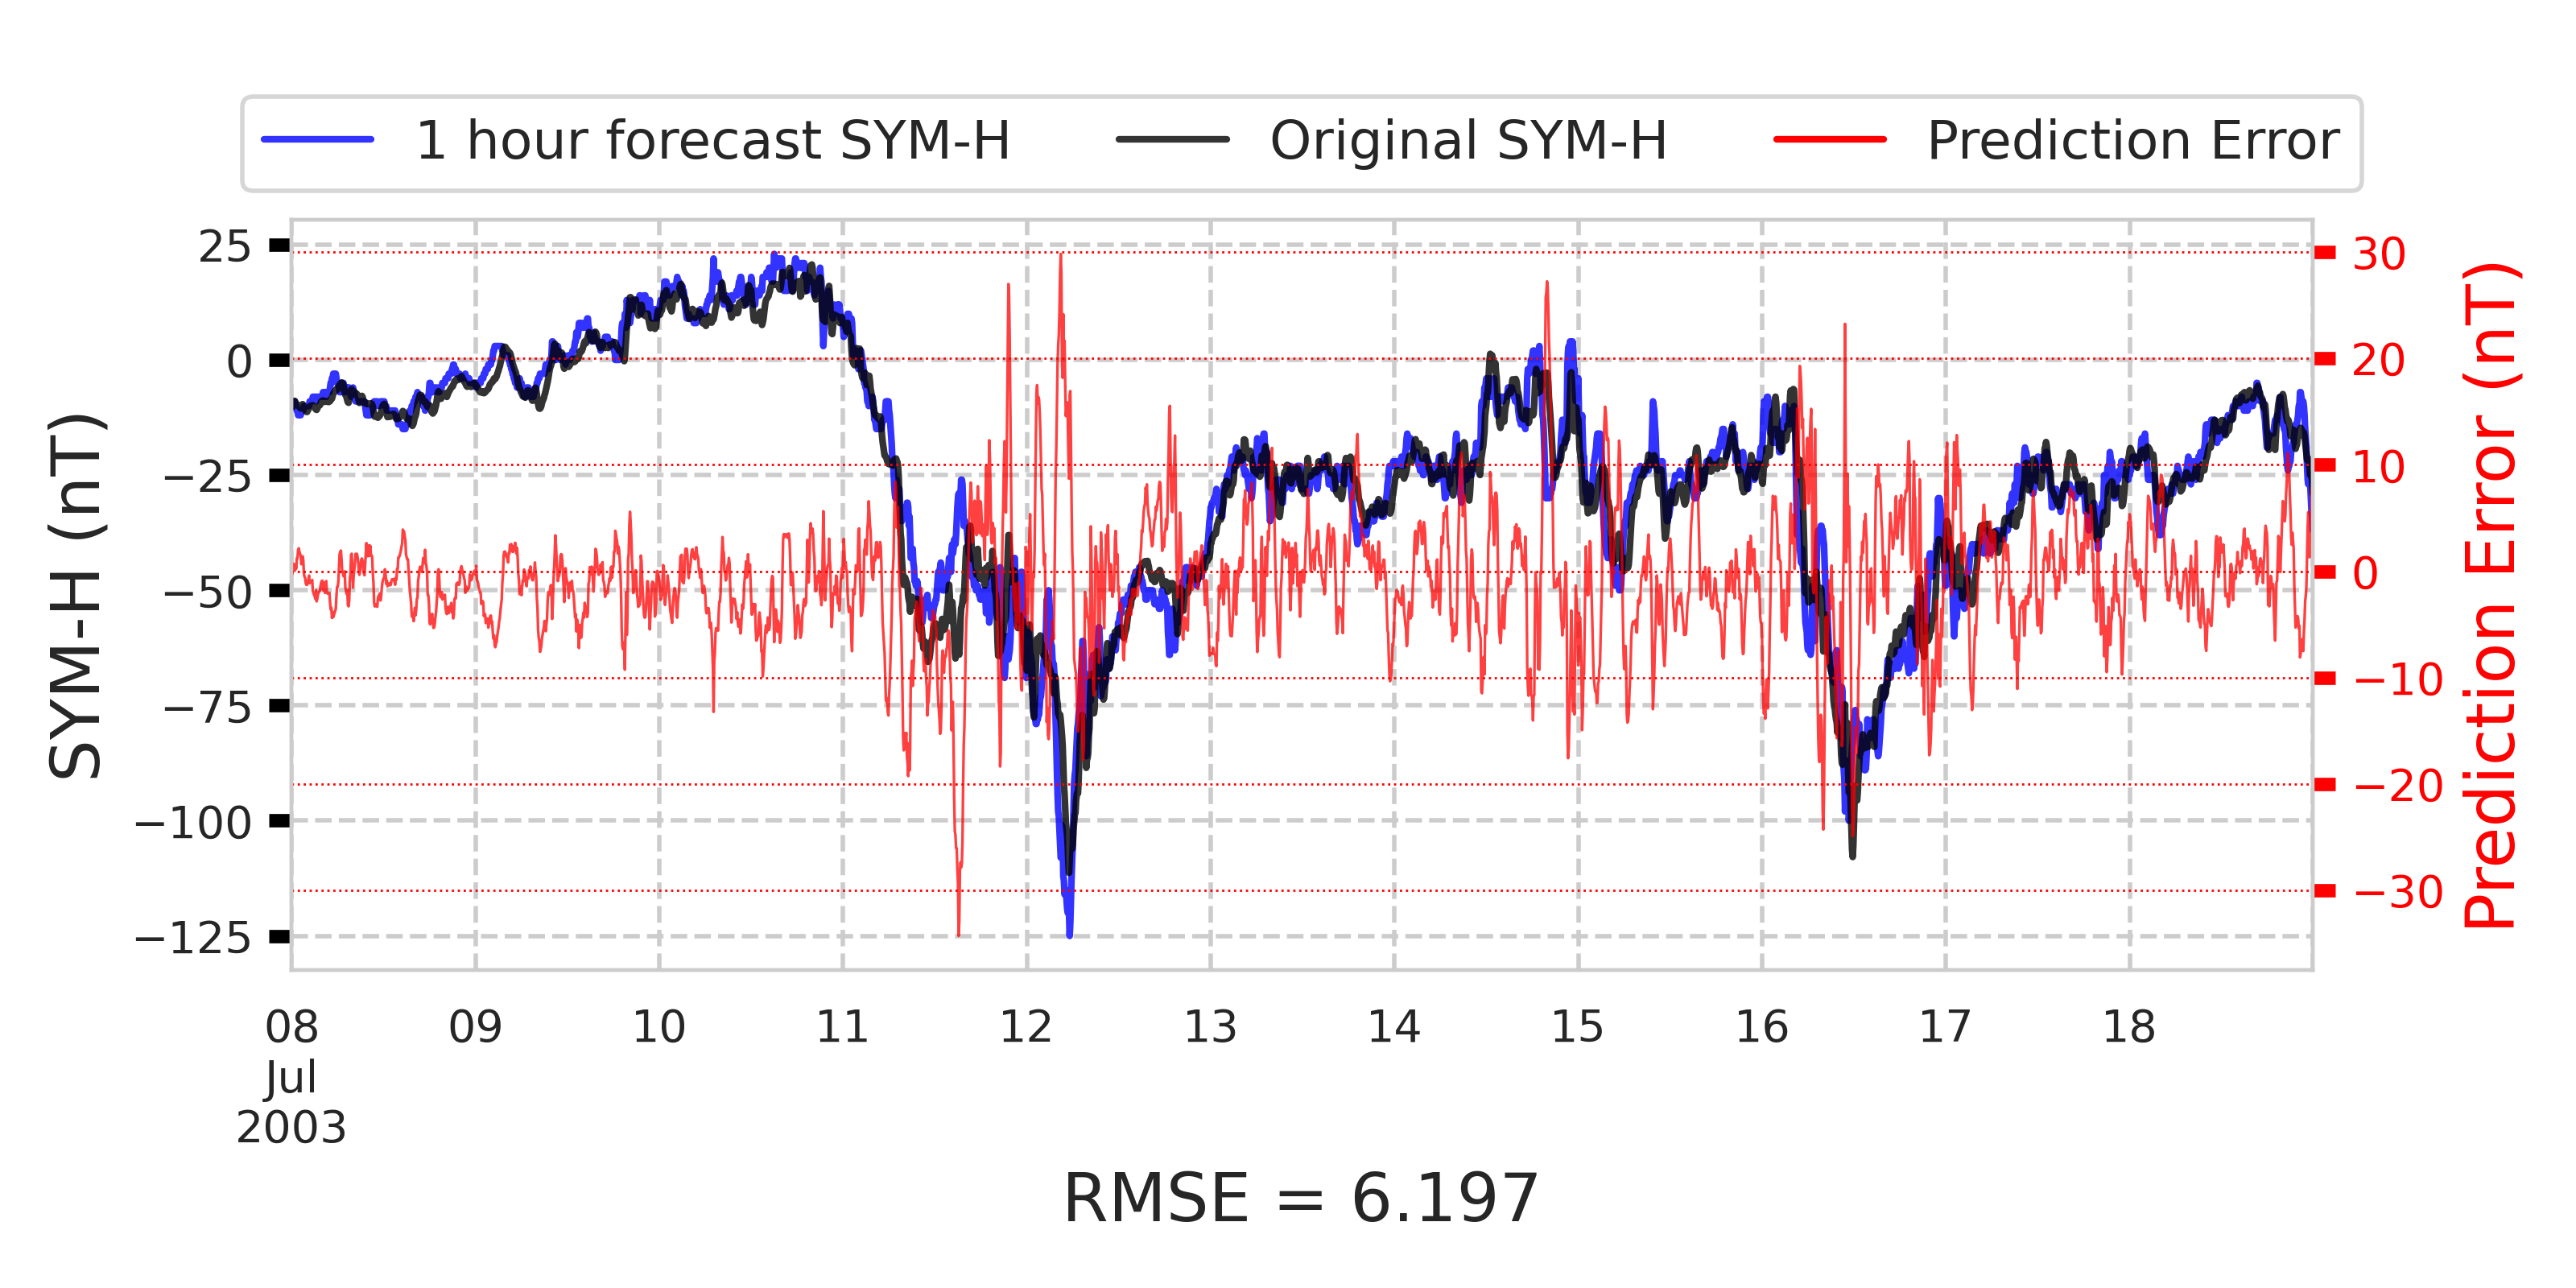 1 hour forecast SYM-H Original SYM-H Prediction Error
SYM-H (nT)
25
0
−25
−50
−75
−100
−125
30
20
10
0
−10
−20
−30
Prediction Error (nT)
08 09 10 11 12 13 14 15 16 17 18
Jul
2003
RMSE = 6.197